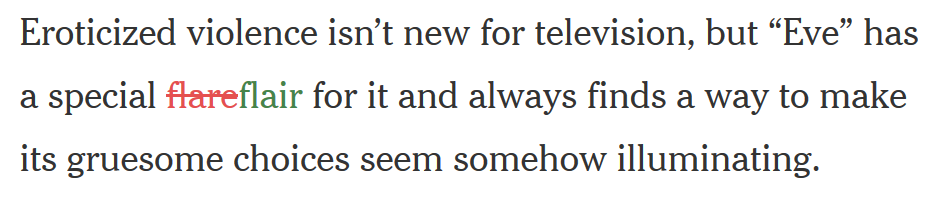 Eroticized violence isn’t new for television, but “Eve” has
a special flareflair for it and always finds a way to make
its gruesome choices seem somehow illuminating.